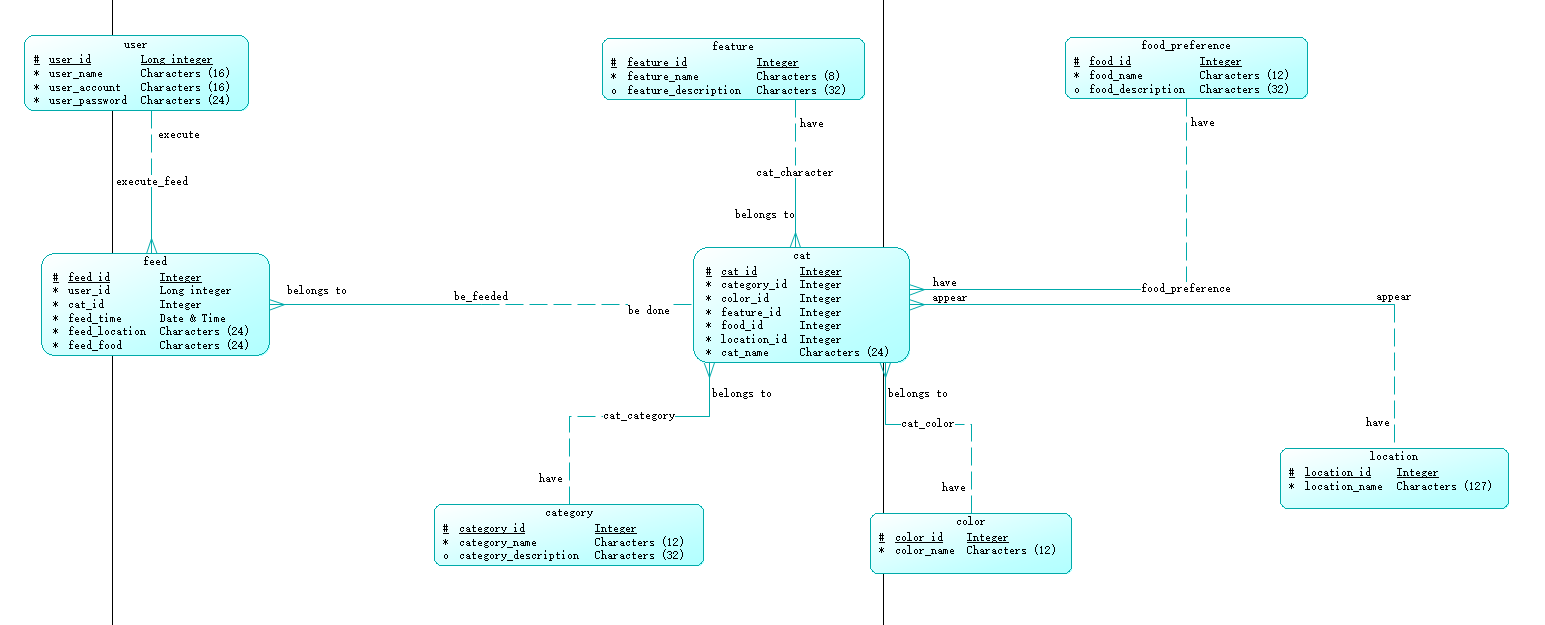 user
# user_id Long integer
* user_name Characters (16)
* user_account Characters (16)
* user_password Characters (24)
feature
# feature_id Integer
* feature_name Characters (8)
o feature_description Characters (32)
food_preference
# food_id Integer
* food_name Characters (12)
o food_description Characters (32)
execute
execute_feed
have
cat_character
belongs to
have
feed
# feed_id Integer
* user_id Long integer
* cat_id Integer
* feed_time Date & Time
* feed_location Characters (24)
* feed_food Characters (24)
belongs to
be_feeded
be done
cat
# cat_id Integer
* category_id Integer
* color_id Integer
* feature_id Integer
* food_id Integer
* location_id Integer
* cat_name Characters (24)
have
food_preference
appear
appear
belongs to
cat_category
have
belongs to
cat_color
have
have
category
# category_id Integer
* category_name Characters (12)
o category_description Characters (32)
color
# color_id Integer
* color_name Characters (12)
location
# location_id Integer
* location_name Characters (127)